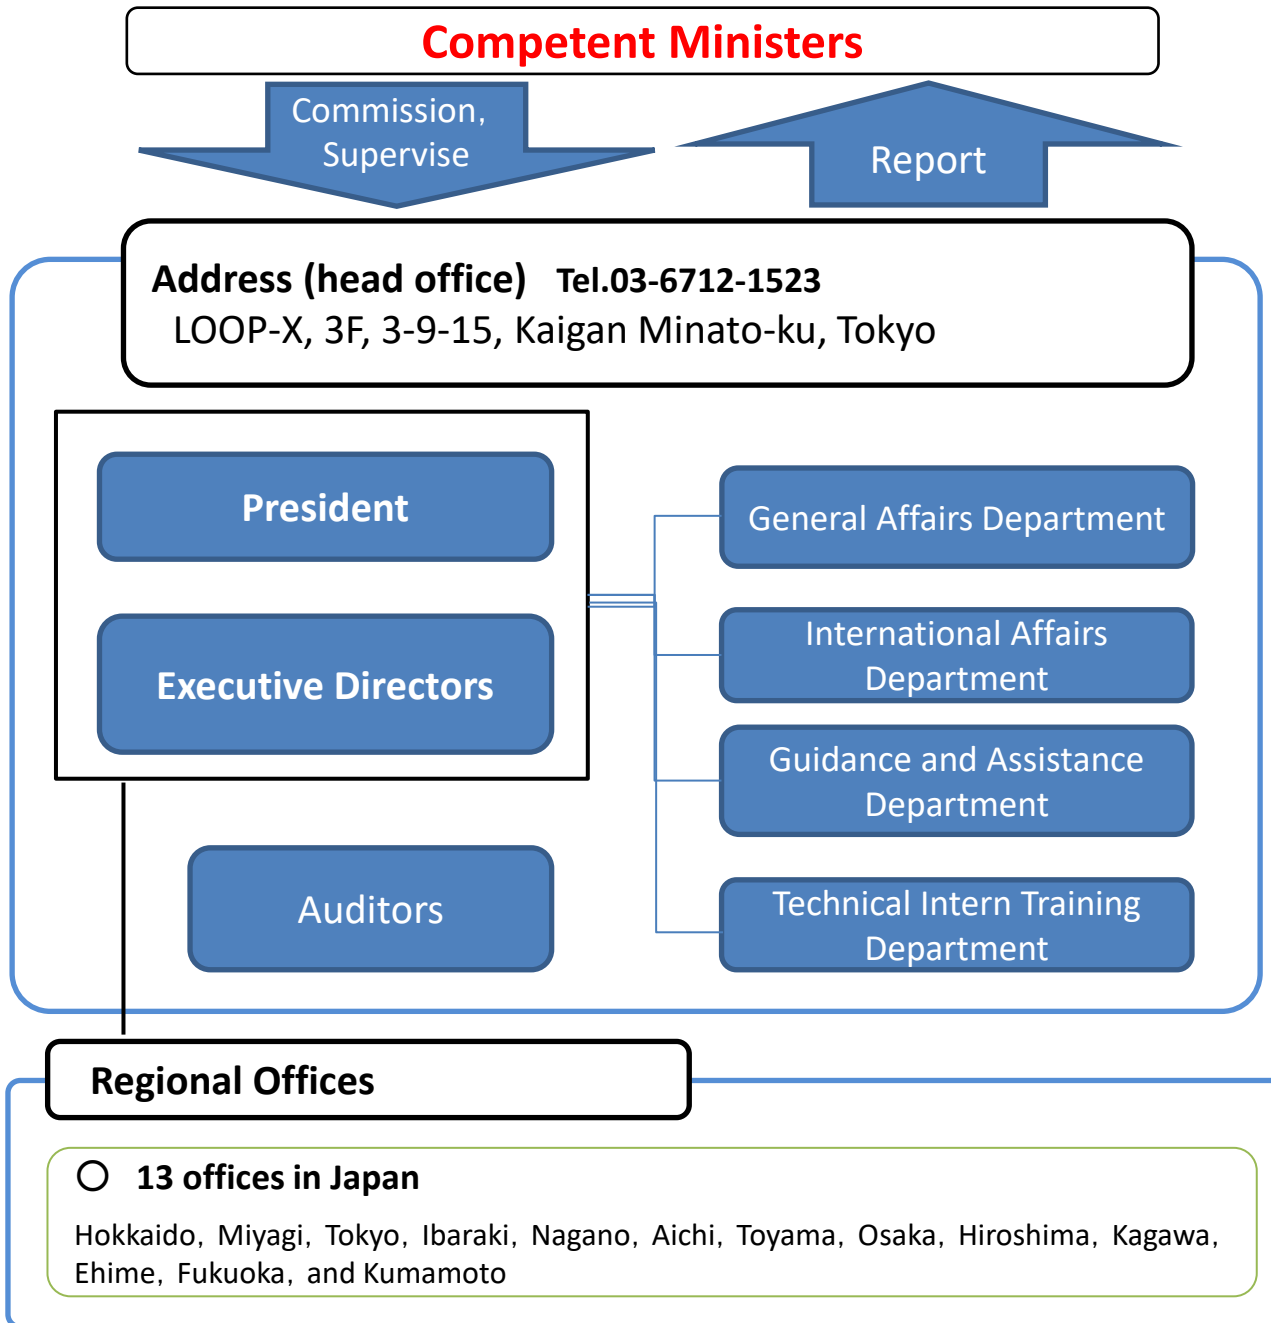 Competent Ministers
Commission,
Supervise
Report
Address (head office) Tel.03-6712-1523
LOOP-X, 3F, 3-9-15, Kaigan Minato-ku, Tokyo
President
Executive Directors
Auditors
General Affairs Department
International Affairs
Department
Guidance and Assistance
Department
Technical Intern Training
Department
Regional Offices
○ 13 offices in Japan
Hokkaido, Miyagi, Tokyo, Ibaraki, Nagano, Aichi, Toyama, Osaka, Hiroshima, Kagawa,
Ehime, Fukuoka, and Kumamoto